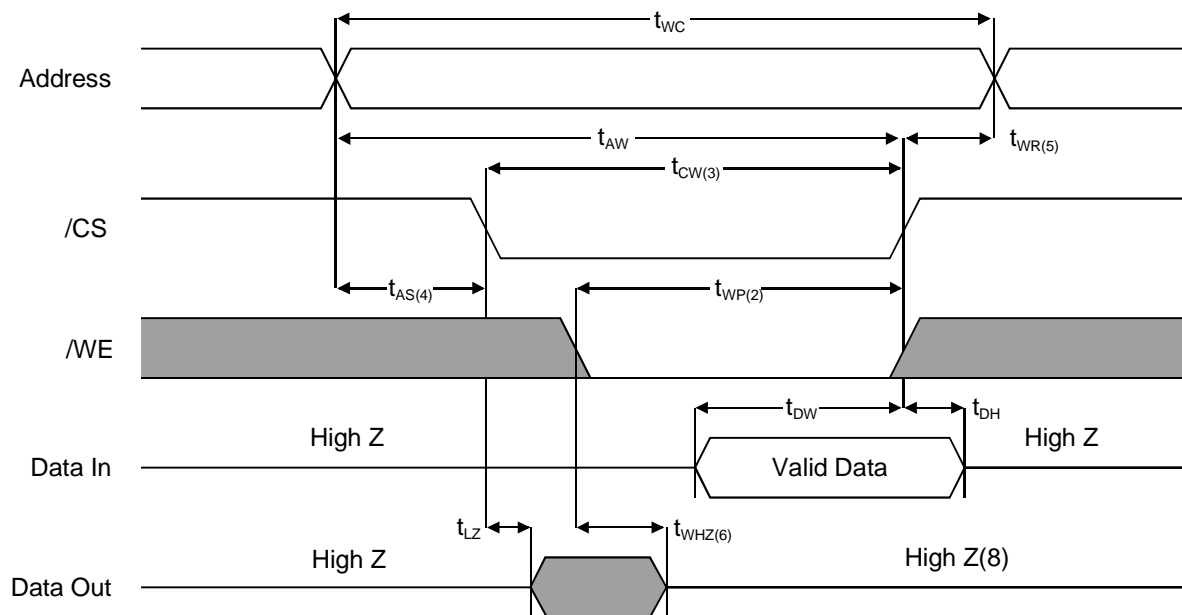 tWC
Address
tAW
tWR(5)
tCW(3)
/CS
tAS(4)
tWP(2)
/WE
tDW
tDH
High Z
High Z
Data In
Valid Data
tLZ
tWHZ(6)
High Z
High Z(8)
Data Out